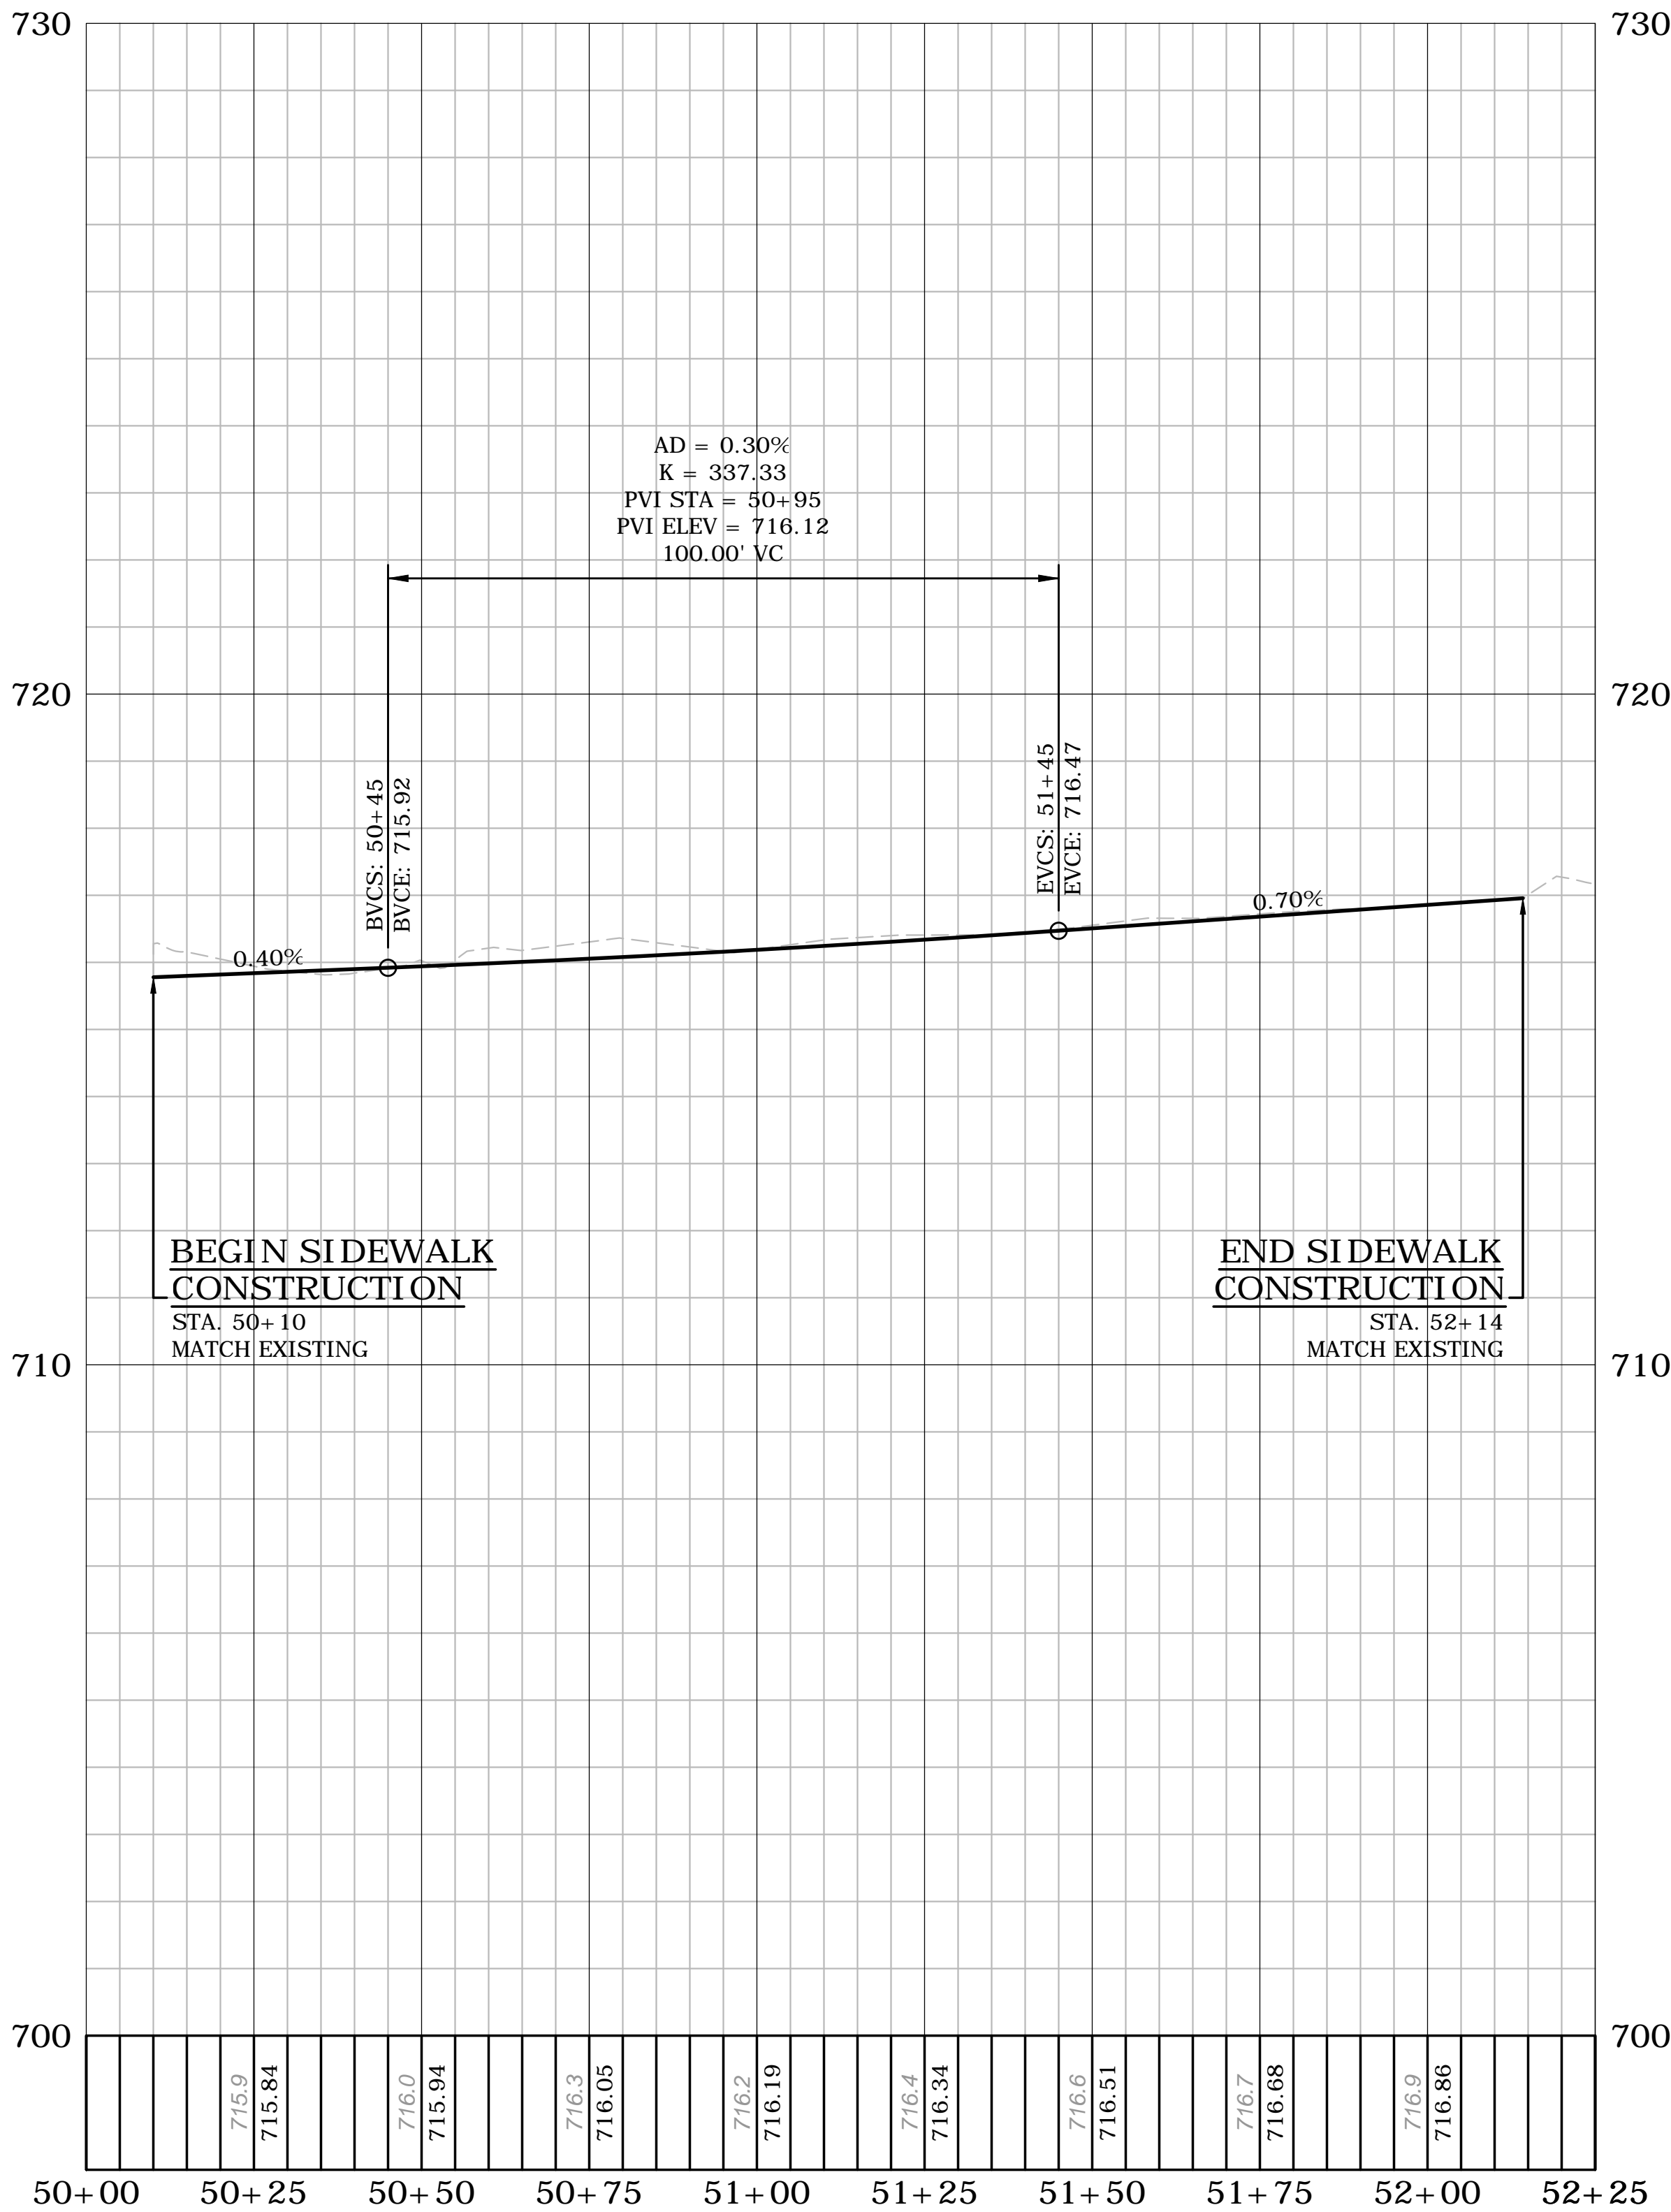 730 730
AD = 0.30%
K = 337.33
PVI STA = 50+95
PVI ELEV = 716.12
100.00' VC
720 720
BVCS: 50+45
BVCE: 715.92
EVCS: 51+45
EVCE: 716.47
0.40%
0.70%
BEGIN SIDEWALK
CONSTRUCTION
STA. 50+10
MATCH EXISTING
END SIDEWALK
CONSTRUCTION
STA. 52+14
MATCH EXISTING
710 710
700 700
715.9
715.84
716.0
715.94
716.3
716.05
716.2
716.19
716.4
716.34
716.6
716.51
716.7
716.68
716.9
716.86
50+00 50+25 50+50 50+75 51+00 51+25 51+50 51+75 52+00 52+25